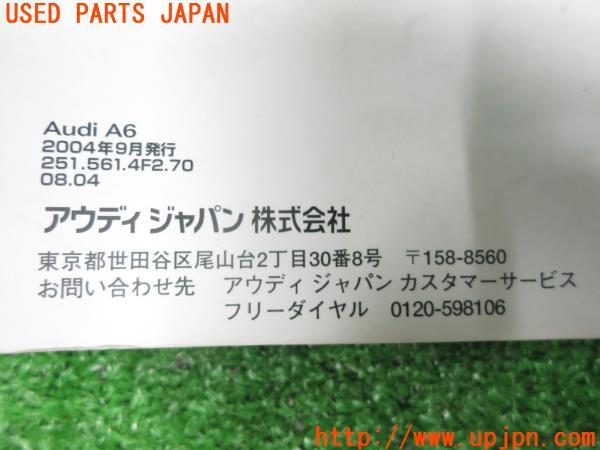 USED PARTS JAPAN
Audi A6
2004年9月発行
251.561.4F2.70
08.04
アウディ ジャパン 株式会社
東京都世田谷区尾山台2丁目30番8号 〒158-8560
お問い合わせ先 アウディ ジャパン カスタマーサービス
フリーダイヤル 0120-598106
http://www.upjpn.com/